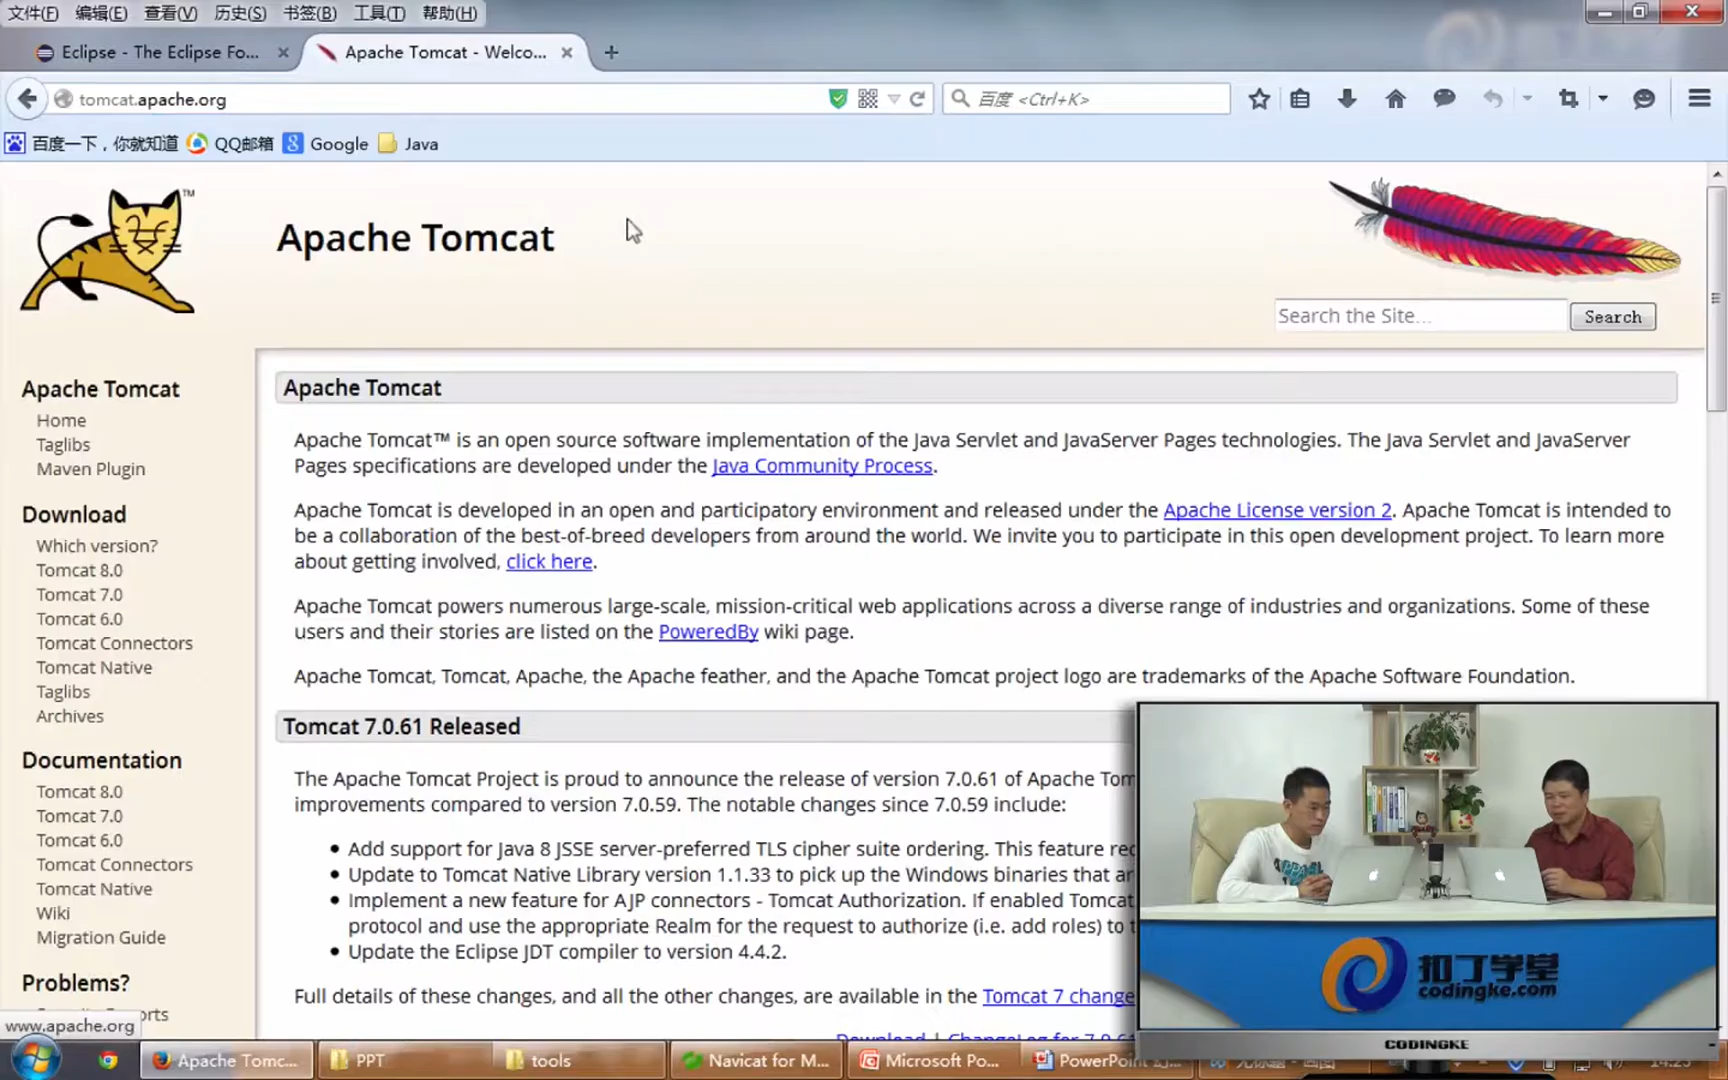 文件(F) 编辑(E) 查看(V) 历史(S) 书签(B) 工具(T) 帮助(H)
Eclipse - The Eclipse Fo... Apache Tomcat - Welco...
tomcat.apache.org 百度 <Ctrl+K>
百度一下，你就知道 QQ邮箱 Google Java
Apache Tomcat
TM
Search the Site... Search
Apache Tomcat
Home
Taglibs
Maven Plugin
Download
Which version?
Tomcat 8.0
Tomcat 7.0
Tomcat 6.0
Tomcat Connectors
Tomcat Native
Taglibs
Archives
Documentation
Tomcat 8.0
Tomcat 7.0
Tomcat 6.0
Tomcat Connectors
Tomcat Native
Wiki
Migration Guide
Problems?
Apache Tomcat
Apache Tomcat™ is an open source software implementation of the Java Servlet and JavaServer Pages technologies. The Java Servlet and JavaServer
Pages specifications are developed under the Java Community Process.
Apache Tomcat is developed in an open and participatory environment and released under the Apache License version 2. Apache Tomcat is intended to
be a collaboration of the best-of-breed developers from around the world. We invite you to participate in this open development project. To learn more
about getting involved, click here.
Apache Tomcat powers numerous large-scale, mission-critical web applications across a diverse range of industries and organizations. Some of these
users and their stories are listed on the PoweredBy wiki page.
Apache Tomcat, Tomcat, Apache, the Apache feather, and the Apache Tomcat project logo are trademarks of the Apache Software Foundation.
Tomcat 7.0.61 Released
The Apache Tomcat Project is proud to announce the release of version 7.0.61 of Apache Tom
improvements compared to version 7.0.59. The notable changes since 7.0.59 include:
Add support for Java 8 JSSE server-preferred TLS cipher suite ordering. This feature rec
Update to Tomcat Native Library version 1.1.33 to pick up the Windows binaries that ar
Implement a new feature for AJP connectors - Tomcat Authorization. If enabled Tomcat
protocol and use the appropriate Realm for the request to authorize (i.e. add roles) to t
Update the Eclipse JDT compiler to version 4.4.2.
Full details of these changes, and all the other changes, are available in the Tomcat 7 change
Download | ChangeLog for 7.0.61
www.apache.org
扣丁学堂
codingke.com
CODINGKE
Apache Tomc... PPT tools Navicat for M... Microsoft Po... PowerPoint